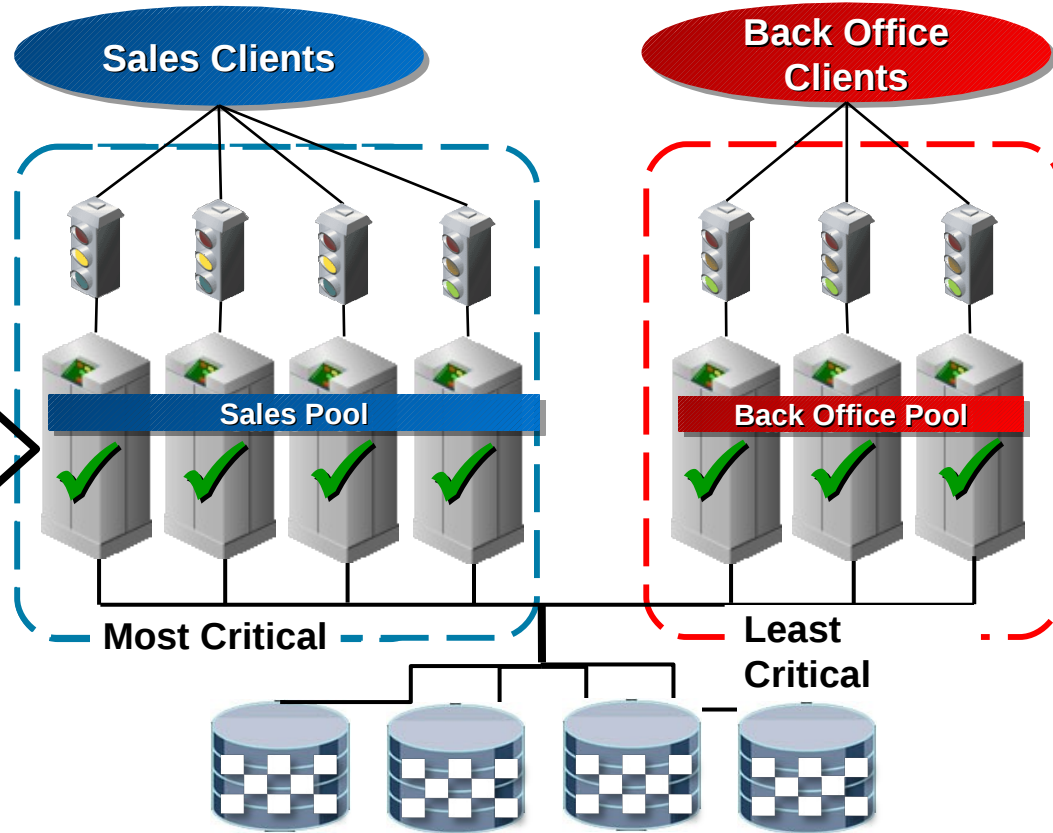 Sales Clients
Back Office
Clients
Sales Pool
Back Office Pool
Most Critical
Least
Critical